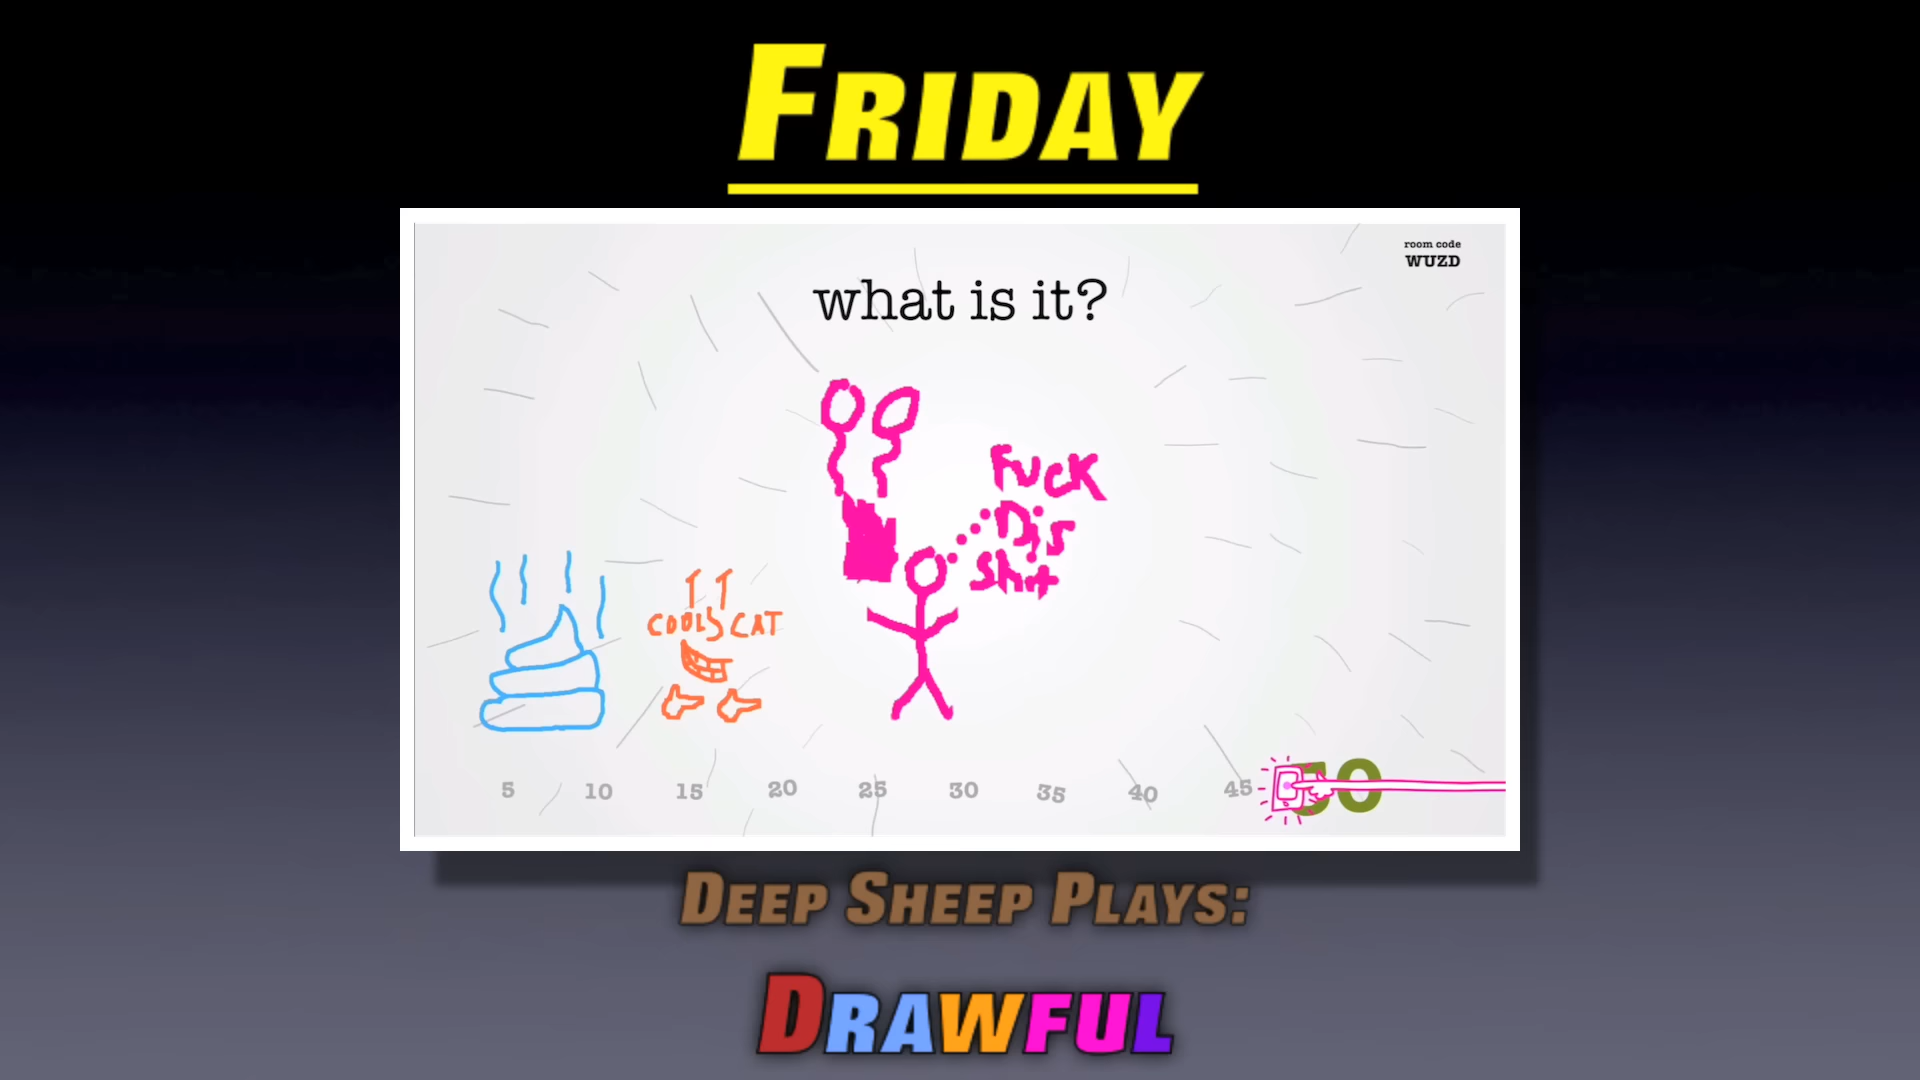 FRIDAY
room code
WUZD
what is it?
FUCK
Dis
Shit
COOL CAT
5 10 15 20 25 30 35 40 45 50
DEEP SHEEP PLAYS:
DRAWFUL